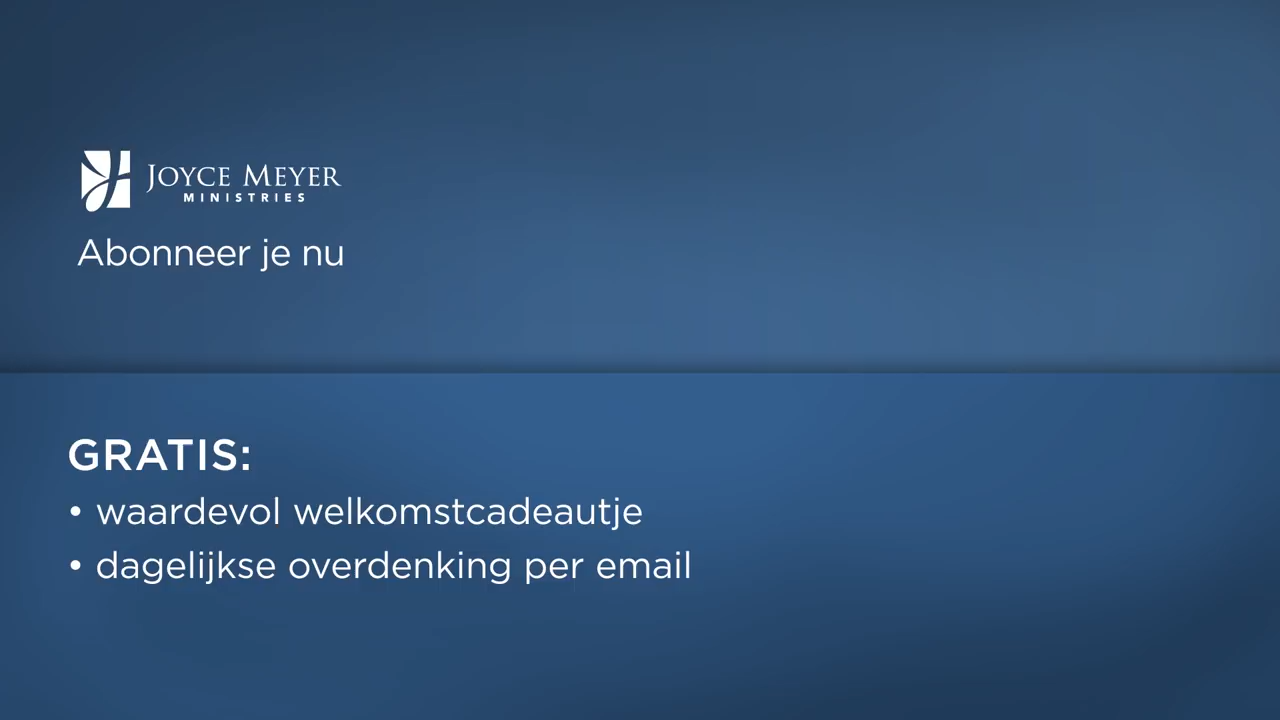 JOYCE MEYER
MINISTRIES
Abonneer je nu
GRATIS:
• waardevol welkomstcadeautje
• dagelijkse overdenking per email